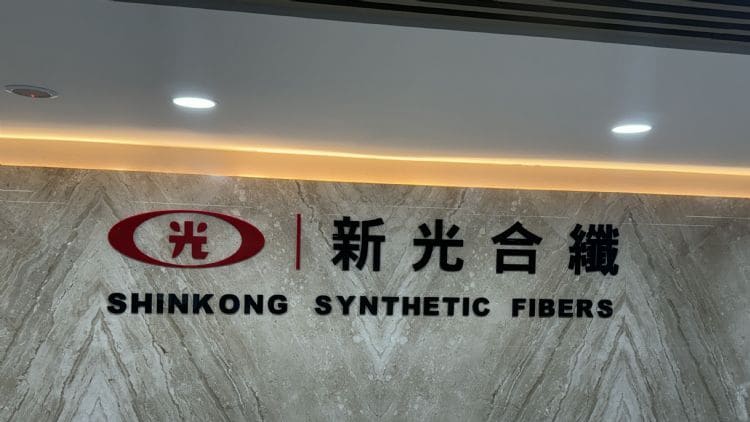 光 新光合纖
SHINKONG SYNTHETIC FIBERS